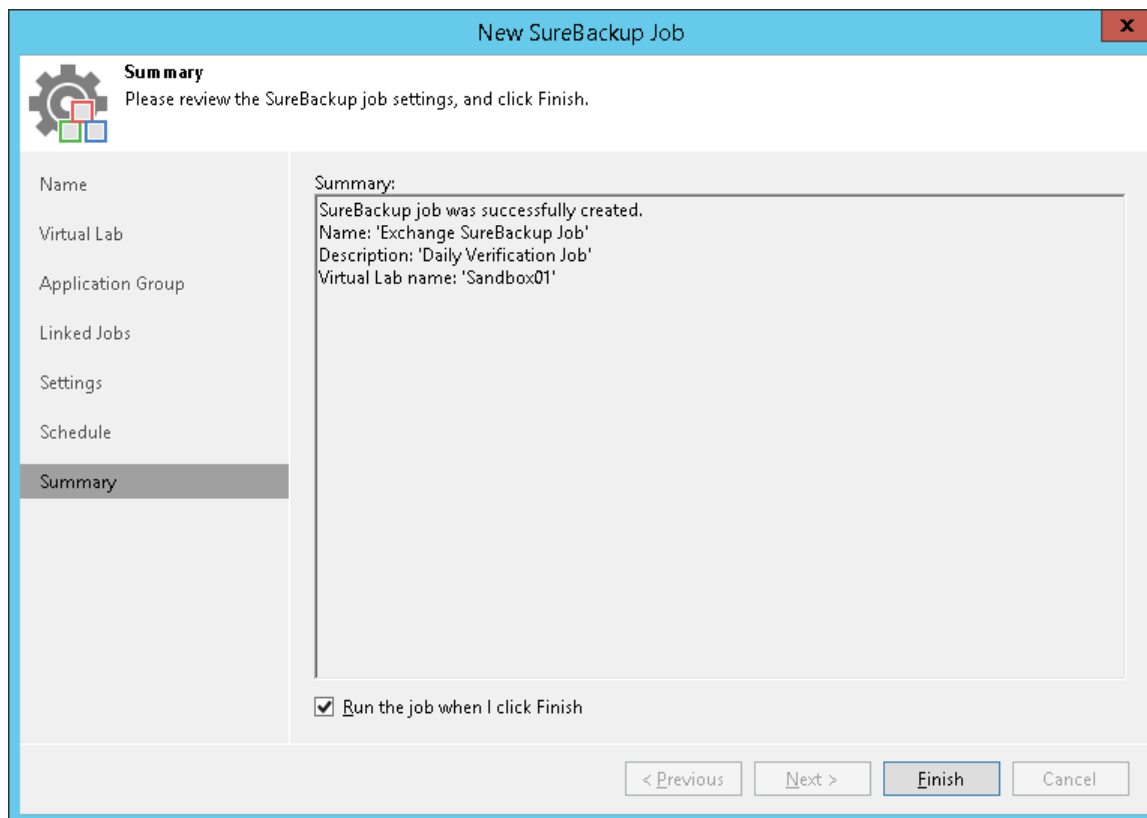 New SureBackup Job
x
Summary
Please review the SureBackup job settings, and click Finish.
Name
Virtual Lab
Application Group
Linked Jobs
Settings
Schedule
Summary
Summary:
SureBackup job was successfully created.
Name: 'Exchange SureBackup Job'
Description: 'Daily Verification Job'
Virtual Lab name: 'Sandbox01'
Run the job when I click Finish
< Previous
Next >
Finish
Cancel